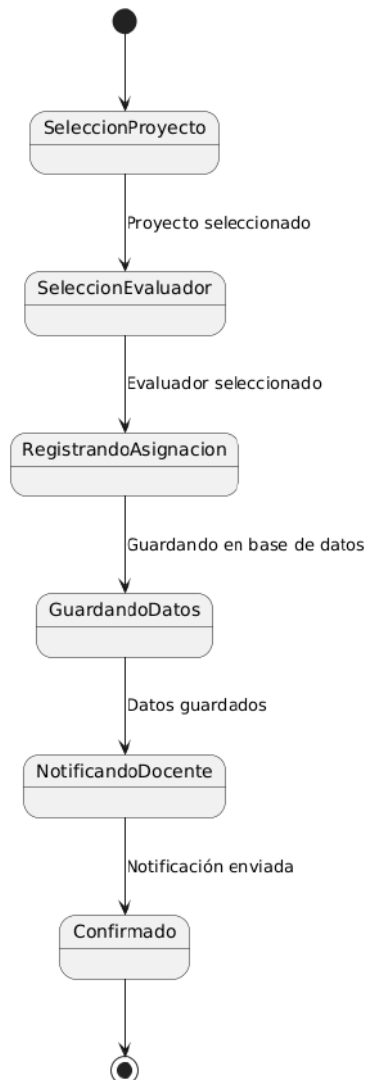 SeleccionProyecto
Proyecto seleccionado
SeleccionEvaluador
Evaluador seleccionado
RegistrandoAsignacion
Guardando en base de datos
GuardandoDatos
Datos guardados
NotificandoDocente
Notificación enviada
Confirmado